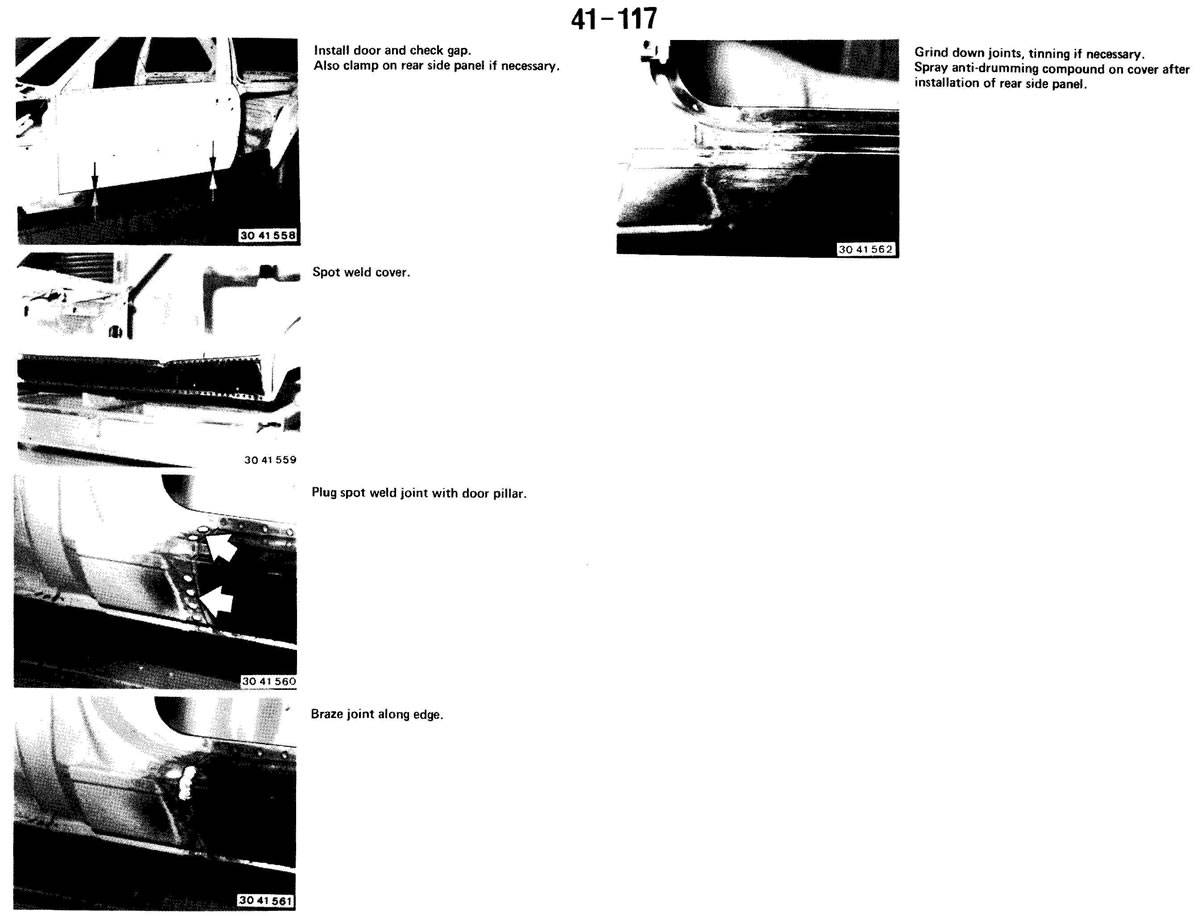 41-117
Install door and check gap.
Also clamp on rear side panel if necessary.
30 41 558
Spot weld cover.
30 41 559
Plug spot weld joint with door pillar.
30 41 560
Braze joint along edge.
30 41 561
Grind down joints, tinning if necessary.
Spray anti-drumming compound on cover after
installation of rear side panel.
30 41 562